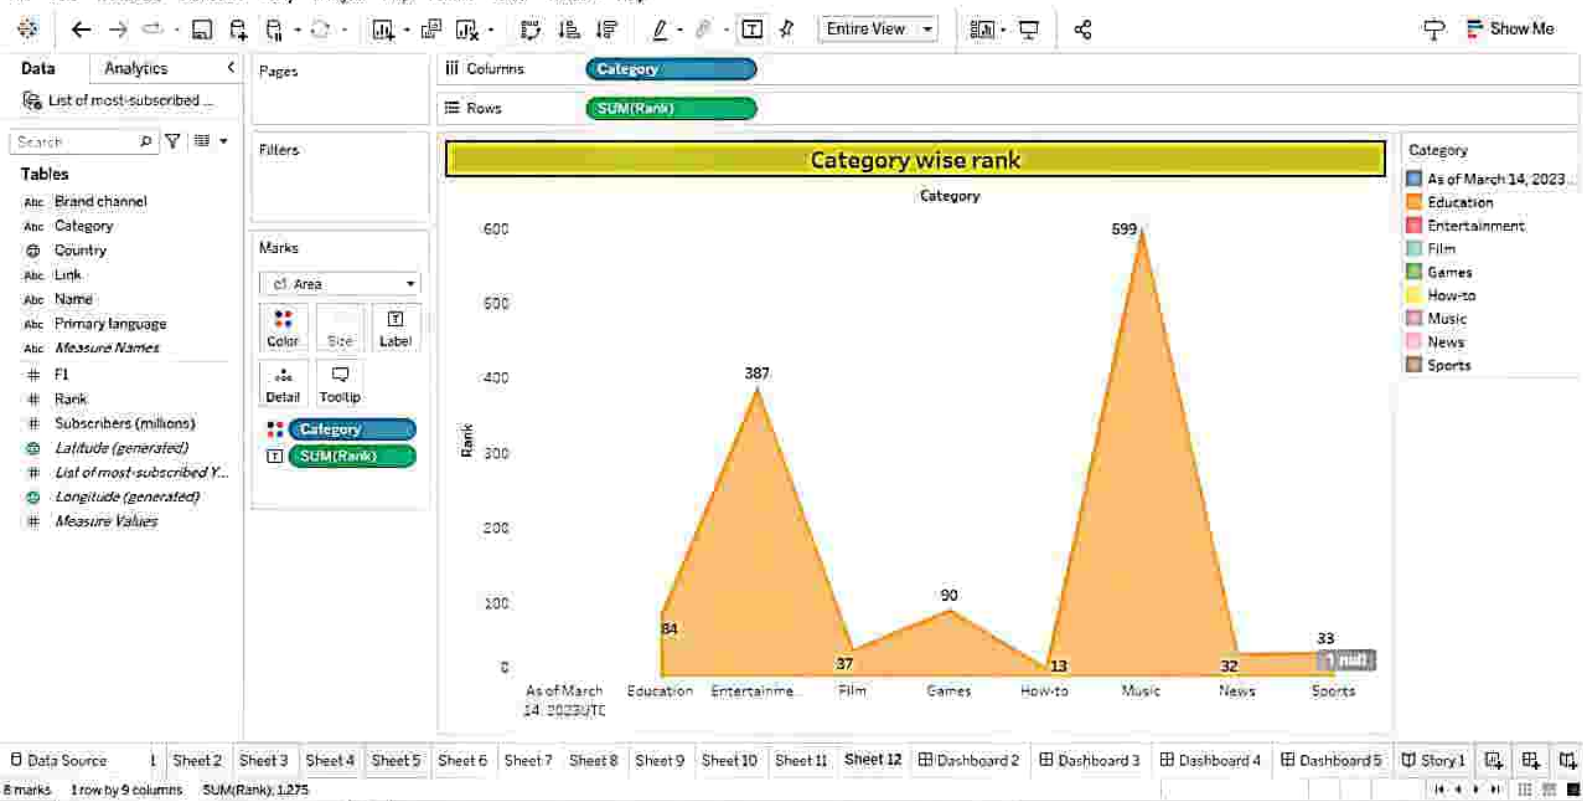 Entire View
Show Me
Data
Analytics
List of most-subscribed ...
Search
Tables
Abc Brand channel
Abc Category
Country
Abc Link
Abc Name
Abc Primary language
Abc Measure Names
# F1
# Rank
# Subscribers (millions)
Latitude (generated)
# List of most-subscribed Y...
Longitude (generated)
# Measure Values
Pages
Filters
Marks
Area
Color
Size
Label
Detail
Tooltip
Category
SUM(Rank)
Columns
Category
Rows
SUM(Rank)
Category wise rank
Category
600
500
400
300
200
100
0
Rank
84
387
37
90
13
599
32
33
1 null
As of March
14, 2023UTC
Education
Entertainme..
Film
Games
How-to
Music
News
Sports
Category
As of March 14, 2023...
Education
Entertainment
Film
Games
How-to
Music
News
Sports
Data Source
1
Sheet 2
Sheet 3
Sheet 4
Sheet 5
Sheet 6
Sheet 7
Sheet 8
Sheet 9
Sheet 10
Sheet 11
Sheet 12
Dashboard 2
Dashboard 3
Dashboard 4
Dashboard 5
Story 1
8 marks
1 row by 9 columns
SUM(Rank): 1,275